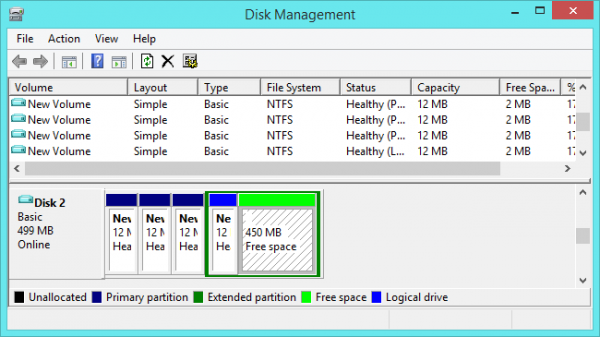 Disk Management
File Action View Help
Volume Layout Type File System Status Capacity Free Spa... %
New Volume Simple Basic NTFS Healthy (P... 12 MB 2 MB 17
New Volume Simple Basic NTFS Healthy (P... 12 MB 2 MB 17
New Volume Simple Basic NTFS Healthy (P... 12 MB 2 MB 17
New Volume Simple Basic NTFS Healthy (L... 12 MB 2 MB 17
Disk 2
Basic
499 MB
Online
Nev Nev Nev Ne
12 M 12 M 12 M 12 450 MB
Hea Hea Hea He Free space
Unallocated Primary partition Extended partition Free space Logical drive